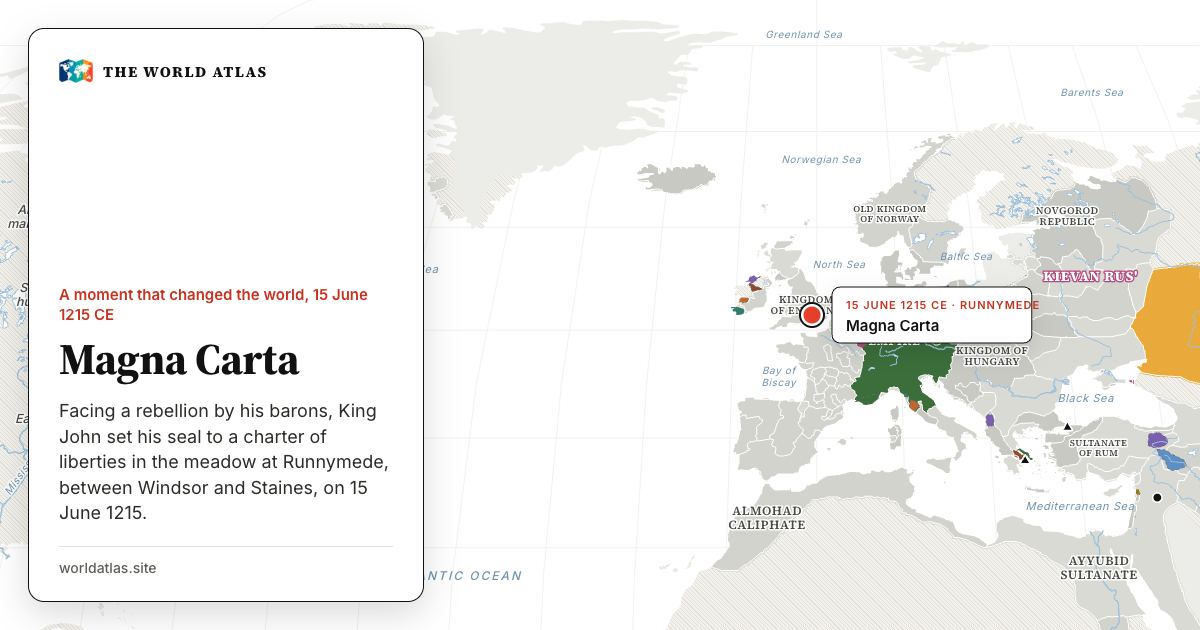 THE WORLD ATLAS
A moment that changed the world, 15 June
1215 CE
Magna Carta
Facing a rebellion by his barons, King
John set his seal to a charter of
liberties in the meadow at Runnymede,
between Windsor and Staines, on 15
June 1215.
worldatlas.site
Greenland Sea
Barents Sea
Norwegian Sea
OLD KINGDOM
OF NORWAY
NOVGOROD
REPUBLIC
North Sea
Baltic Sea
KIEVAN RUS'
KINGDOM
15 JUNE 1215 CE · RUNNYMEDE
Magna Carta
KINGDOM OF
HUNGARY
Bay of
Biscay
Black Sea
SULTANATE
OF RUM
Mediterranean Sea
ALMOHAD
CALIPHATE
AYYUBID
SULTANATE
OCEAN